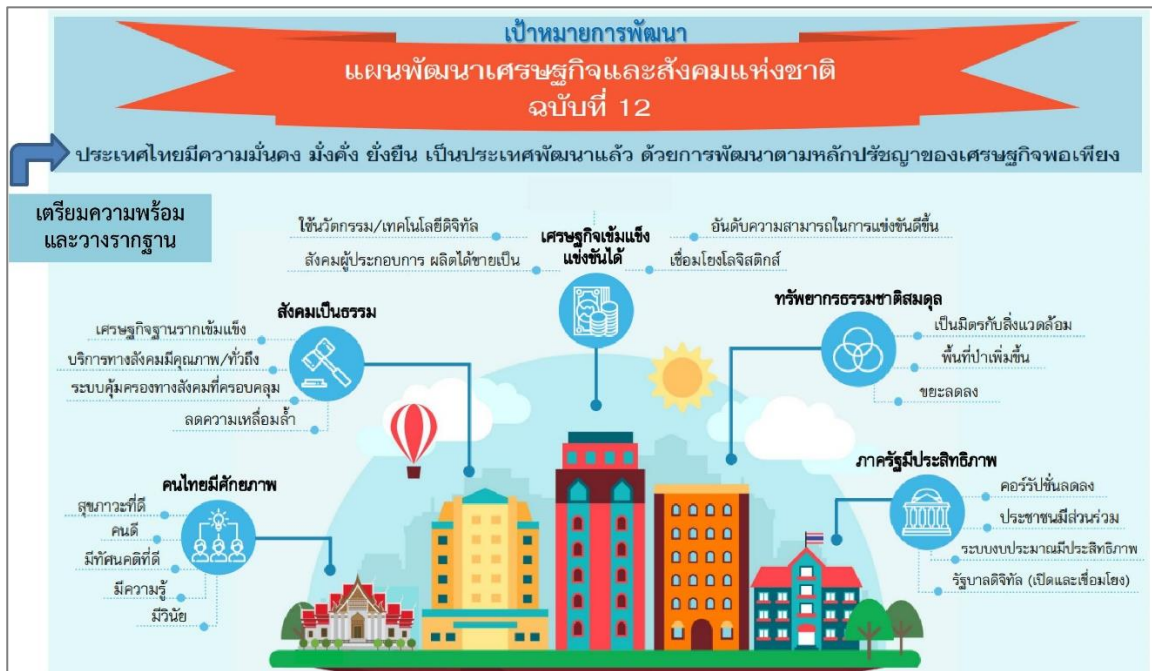 เป้าหมายการพัฒนา
แผนพัฒนาเศรษฐกิจและสังคมแห่งชาติ
ฉบับที่ 12
ประเทศไทยมีความมั่นคง มั่งคั่ง ยั่งยืน เป็นประเทศพัฒนาแล้ว ด้วยการพัฒนาตามหลักปรัชญาของเศรษฐกิจพอเพียง
เตรียมความพร้อม
และวางรากฐาน
เศรษฐกิจเข้มแข็ง
แข่งขันได้
ใช้นวัตกรรม/เทคโนโลยีดิจิทัล
สังคมผู้ประกอบการ ผลิตได้ขายเป็น
อันดับความสามารถในการแข่งขันดีขึ้น
เชื่อมโยงโลจิสติกส์
สังคมเป็นธรรม
เศรษฐกิจฐานรากเข้มแข็ง
บริการทางสังคมมีคุณภาพ/ทั่วถึง
ระบบคุ้มครองทางสังคมที่ครอบคลุม
ลดความเหลื่อมล้ำ
ทรัพยากรธรรมชาติสมดุล
เป็นมิตรกับสิ่งแวดล้อม
พื้นที่ป่าเพิ่มขึ้น
ขยะลดลง
คนไทยมีศักยภาพ
สุขภาวะที่ดี
คนดี
มีทัศนคติที่ดี
มีความรู้
มีวินัย
ภาครัฐมีประสิทธิภาพ
คอร์รัปชั่นลดลง
ประชาชนมีส่วนร่วม
ระบบงบประมาณมีประสิทธิภาพ
รัฐบาลดิจิทัล (เปิดและเชื่อมโยง)